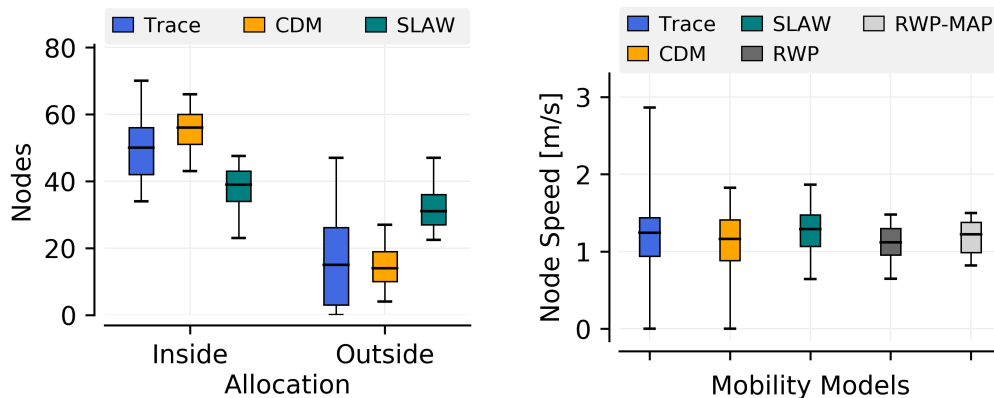 Trace CDM SLAW
80
60
40
20
0
Nodes
Inside Outside
Allocation
Trace SLAW RWP-MAP
CDM RWP
3
2
1
0
Node Speed [m/s]
Mobility Models